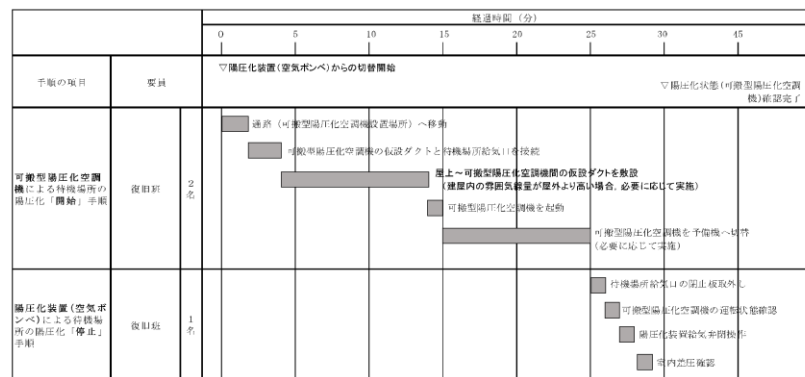 経過時間（分）
0 5 10 15 20 25 30 35 40 45
手順の項目
要員
▽陽圧化装置(空気ボンベ)からの切替開始
▽陽圧化状態(可搬型陽圧化空調
機)確認完了
可搬型陽圧化空調
機による待機場所の
陽圧化「開始」手順
復旧班
2
名
通路（可搬型陽圧化空調機設置場所）へ移動
可搬型陽圧化空調機の仮設ダクトと待機場所給気口を接続
屋上～可搬型陽圧化空調機間の仮設ダクトを敷設
（建屋内の雰囲気線量が屋外より高い場合，必要に応じて実施）
可搬型陽圧化空調機を起動
可搬型陽圧化空調機を予備機へ切替
（必要に応じて実施）
陽圧化装置(空気ボ
ンベ)による待機場
所の陽圧化「停止」
手順
復旧班
1
名
待機場所給気口の閉止板取外し
可搬型陽圧化空調機の運転状態確認
陽圧化装置給気弁閉操作
室内差圧確認